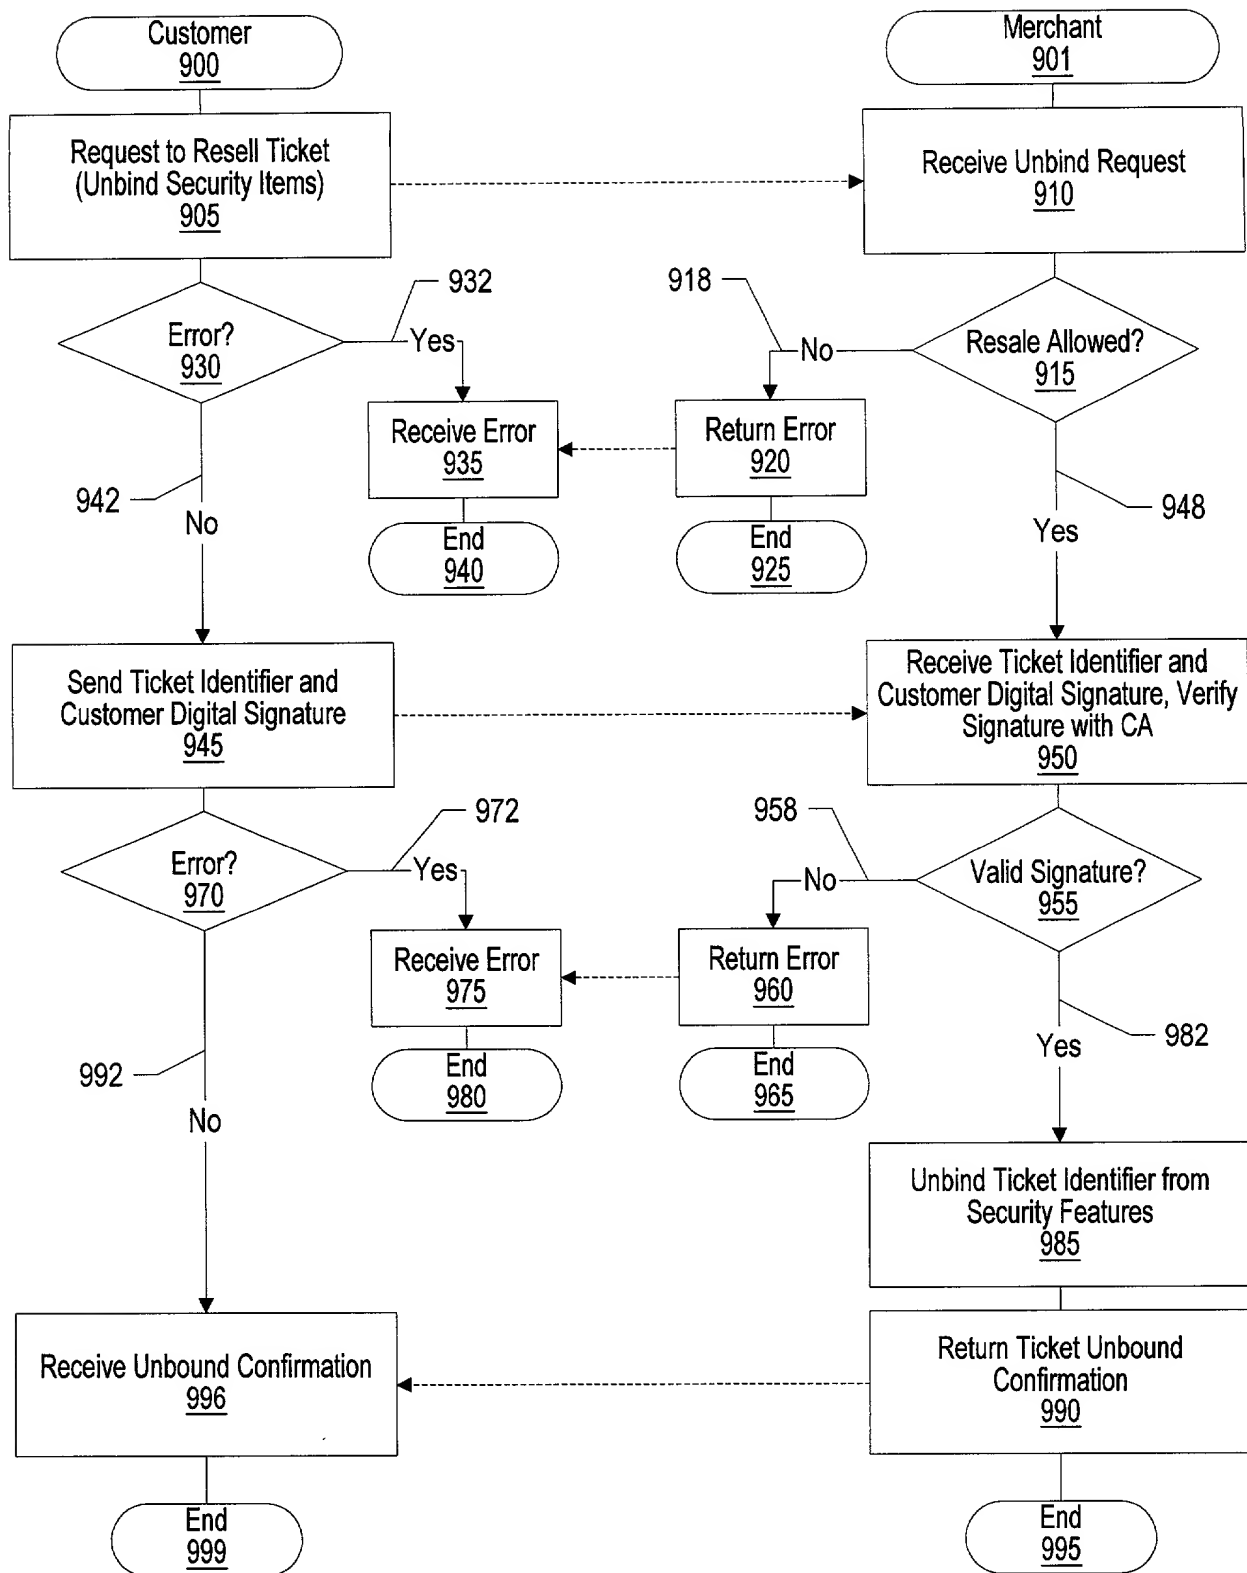 Customer
900
Merchant
901
Request to Resell Ticket
(Unbind Security Items)
905
Receive Unbind Request
910
932
918
Error?
930
Yes
No
Resale Allowed?
915
Receive Error
935
Return Error
920
942
948
No
End
940
End
925
Yes
Send Ticket Identifier and
Customer Digital Signature
945
Receive Ticket Identifier and
Customer Digital Signature, Verify
Signature with CA
950
972
958
Error?
970
Yes
No
Valid Signature?
955
Receive Error
975
Return Error
960
992
982
Yes
End
980
End
965
No
Unbind Ticket Identifier from
Security Features
985
Receive Unbound Confirmation
996
Return Ticket Unbound
Confirmation
990
End
999
End
995